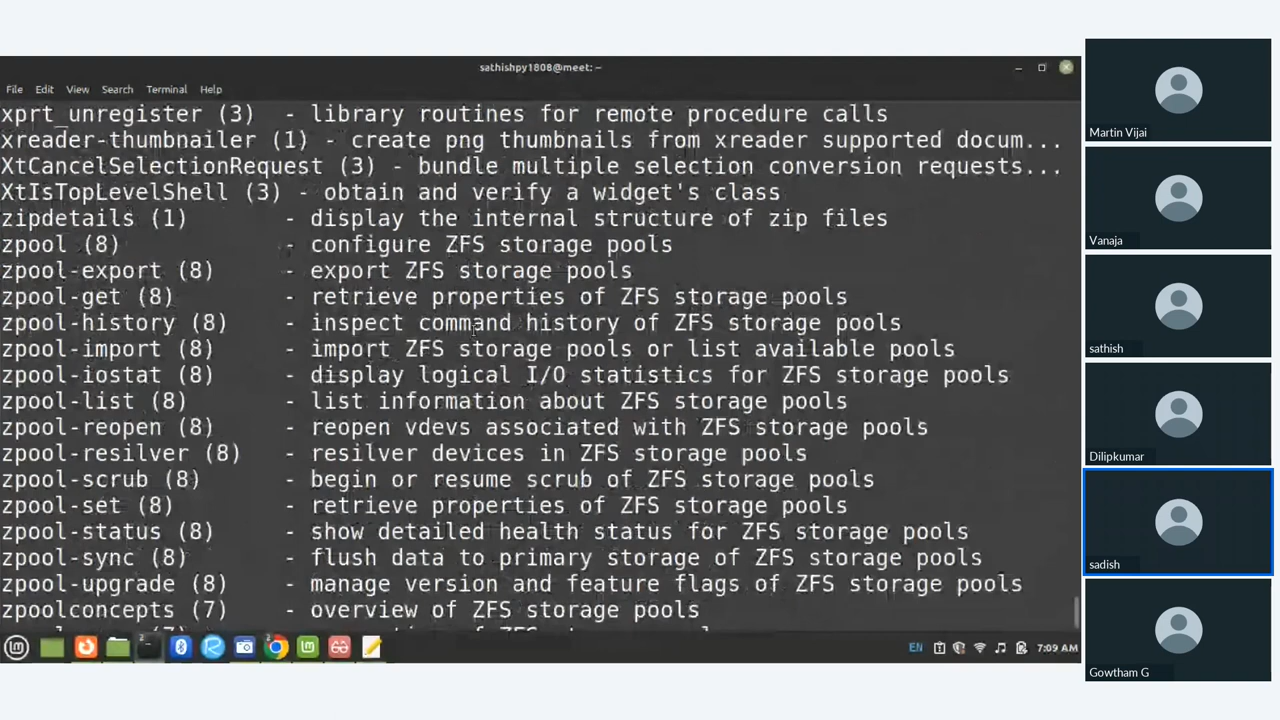 sathishpy1808@meet: ~
File Edit View Search Terminal Help
xprt_unregister (3) - library routines for remote procedure calls
xreader-thumbnailer (1) - create png thumbnails from xreader supported docum...
XtCancelSelectionRequest (3) - bundle multiple selection conversion requests...
XtIsTopLevelShell (3) - obtain and verify a widget's class
zipdetails (1) - display the internal structure of zip files
zpool (8) - configure ZFS storage pools
zpool-export (8) - export ZFS storage pools
zpool-get (8) - retrieve properties of ZFS storage pools
zpool-history (8) - inspect command history of ZFS storage pools
zpool-import (8) - import ZFS storage pools or list available pools
zpool-iostat (8) - display logical I/O statistics for ZFS storage pools
zpool-list (8) - list information about ZFS storage pools
zpool-reopen (8) - reopen vdevs associated with ZFS storage pools
zpool-resilver (8) - resilver devices in ZFS storage pools
zpool-scrub (8) - begin or resume scrub of ZFS storage pools
zpool-set (8) - retrieve properties of ZFS storage pools
zpool-status (8) - show detailed health status for ZFS storage pools
zpool-sync (8) - flush data to primary storage of ZFS storage pools
zpool-upgrade (8) - manage version and feature flags of ZFS storage pools
zpoolconcepts (7) - overview of ZFS storage pools
EN 7:09 AM
Martin Vijai
Vanaja
sathish
Dilipkumar
sadish
Gowtham G